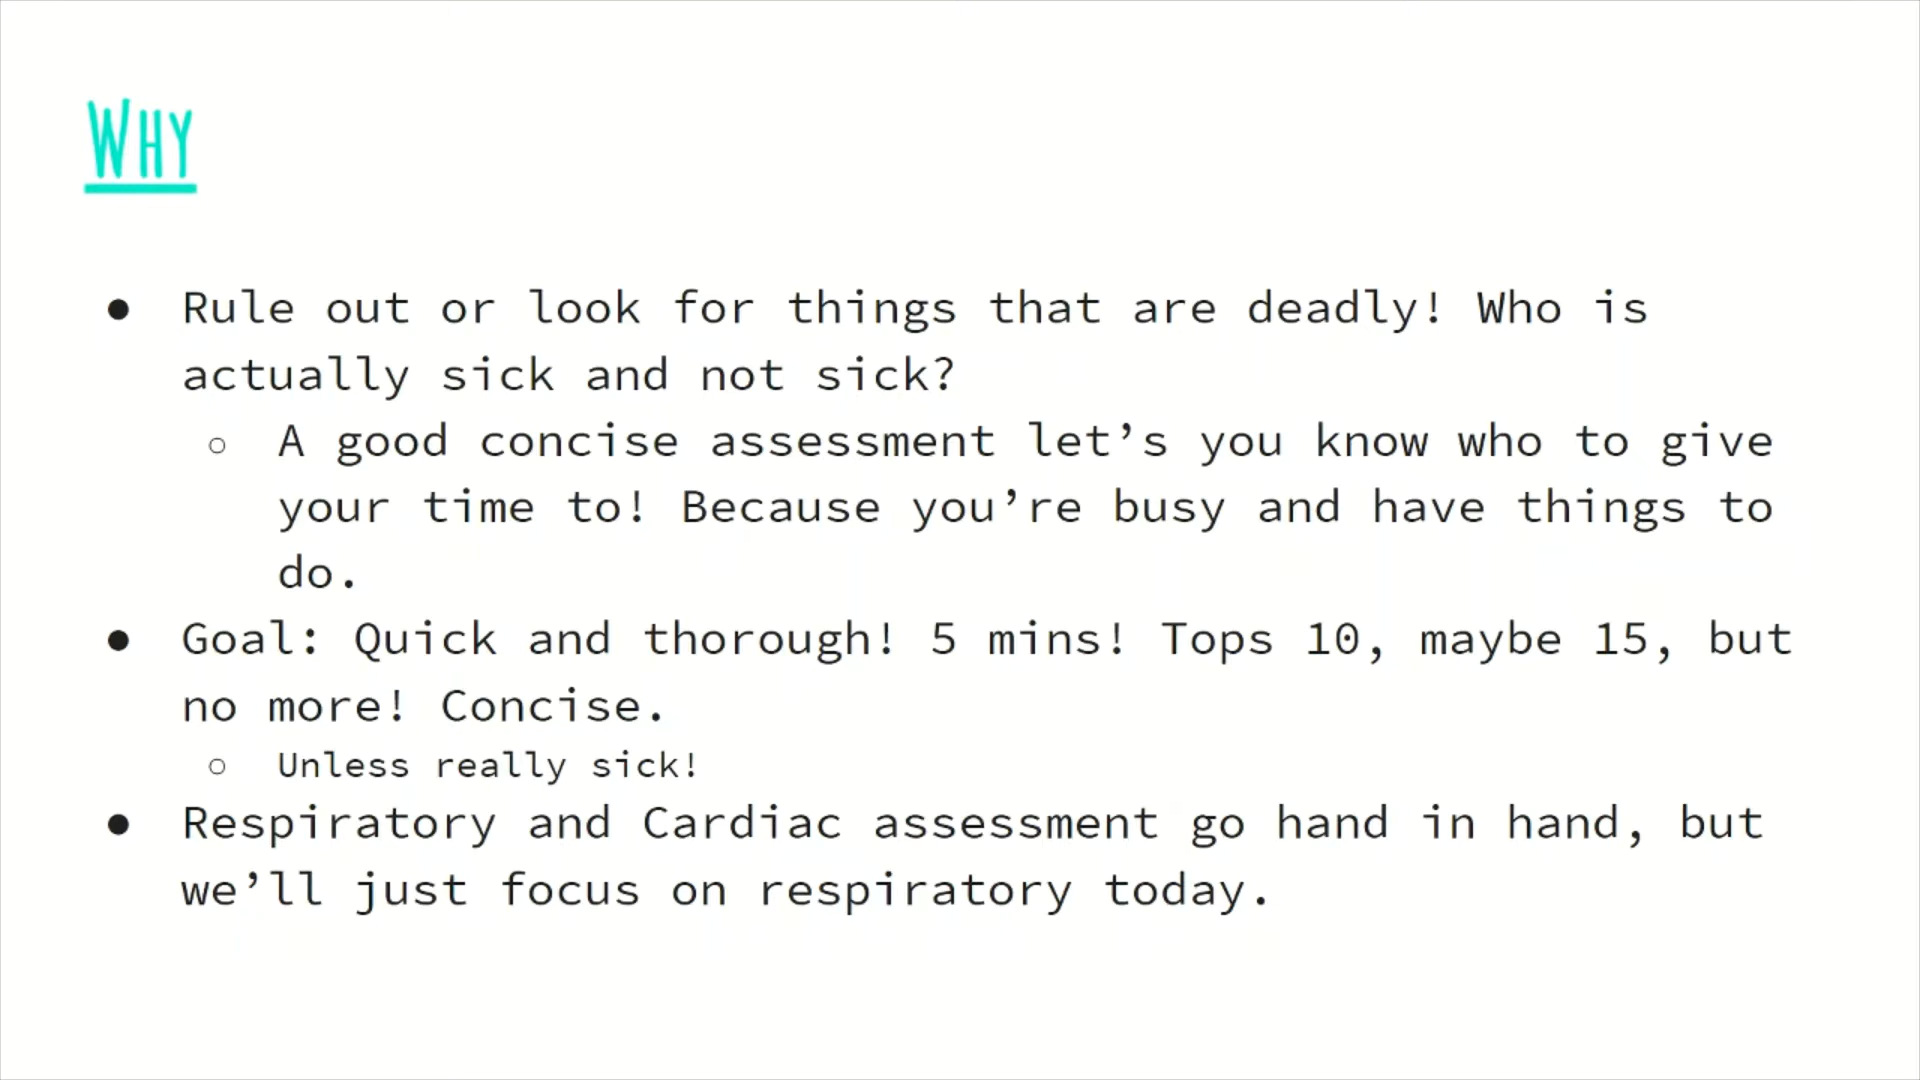 Why
● Rule out or look for things that are deadly! Who is
actually sick and not sick?
○ A good concise assessment let’s you know who to give
your time to! Because you’re busy and have things to
do.
● Goal: Quick and thorough! 5 mins! Tops 10, maybe 15, but
no more! Concise.
○ Unless really sick!
● Respiratory and Cardiac assessment go hand in hand, but
we’ll just focus on respiratory today.